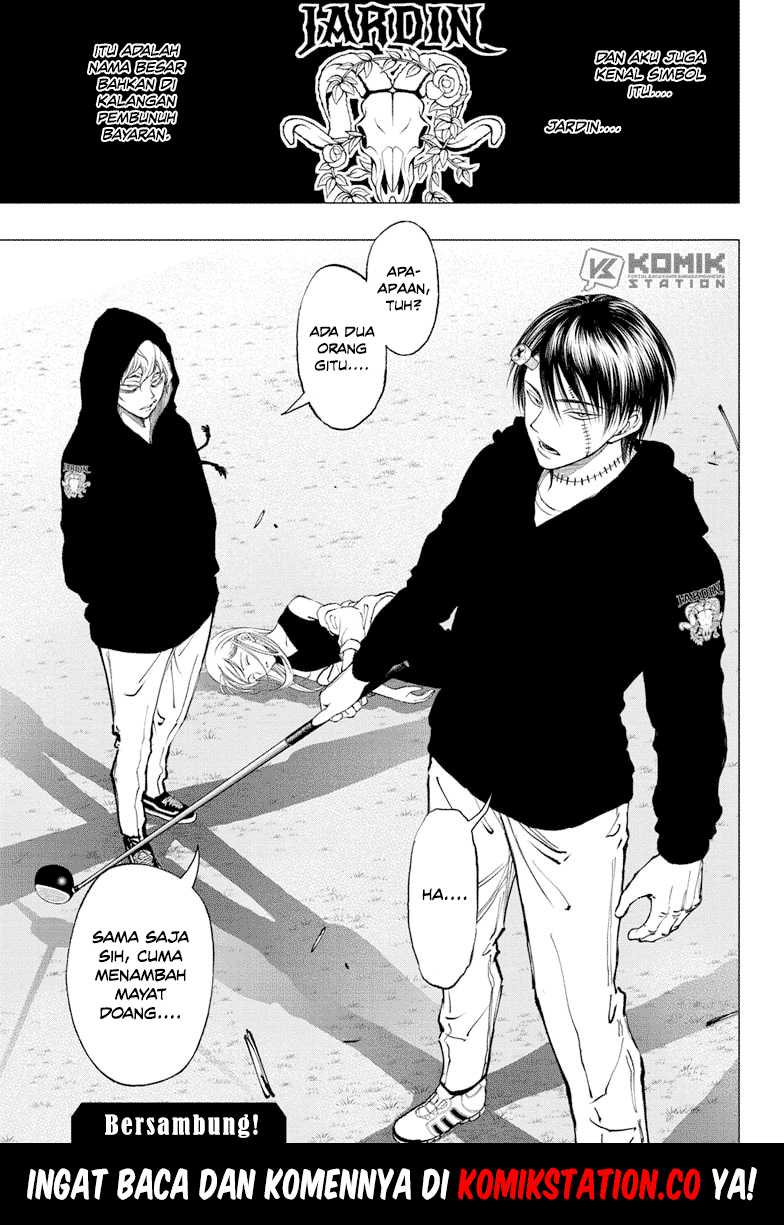 JARDIN
DAN AKU JUGA
KENAL SIMBOL
ITU....
JARDIN....
ITU ADALAH
NAMA BESAR
BAHKAN DI
KALANGAN
PEMBUNUH
BAYARAN.
KOMIK
STATION
APA-
APAAN,
TUH?
ADA DUA
ORANG
GITU....
JARDIN
JARDIN
HA....
SAMA SAJA
SIH, CUMA
MENAMBAH
MAYAT
DOANG....
Bersambung!
INGAT BACA DAN KOMENNYA DI KOMIKSTATION.CO YA!